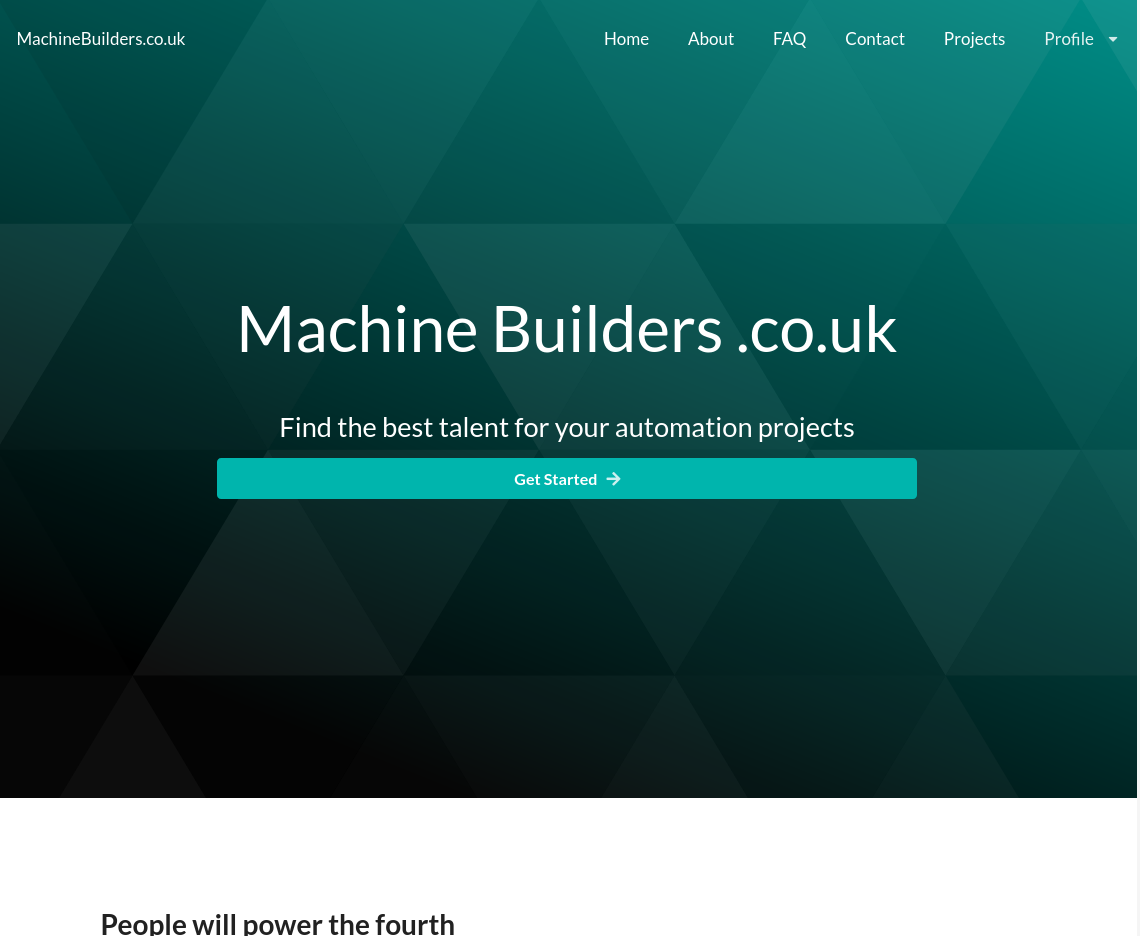 MachineBuilders.co.uk Home About FAQ Contact Projects Profile
Machine Builders .co.uk
Find the best talent for your automation projects
Get Started
People will power the fourth